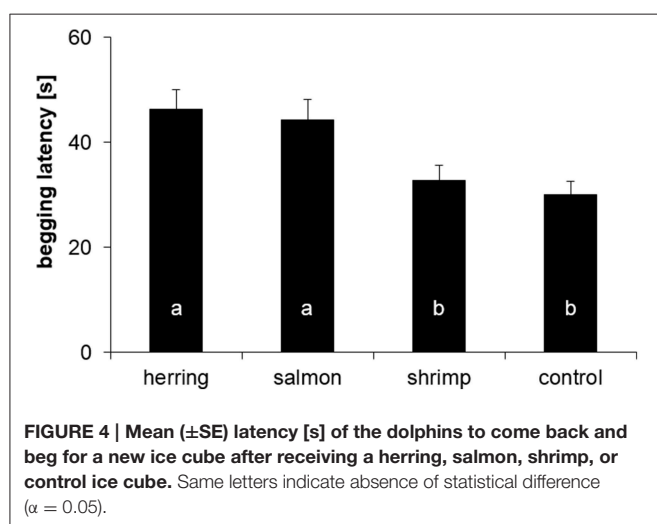 60
40
20
0
begging latency [s]
a a b b
herring salmon shrimp control
FIGURE 4 | Mean (±SE) latency [s] of the dolphins to come back and
beg for a new ice cube after receiving a herring, salmon, shrimp, or
control ice cube. Same letters indicate absence of statistical difference
(α = 0.05).